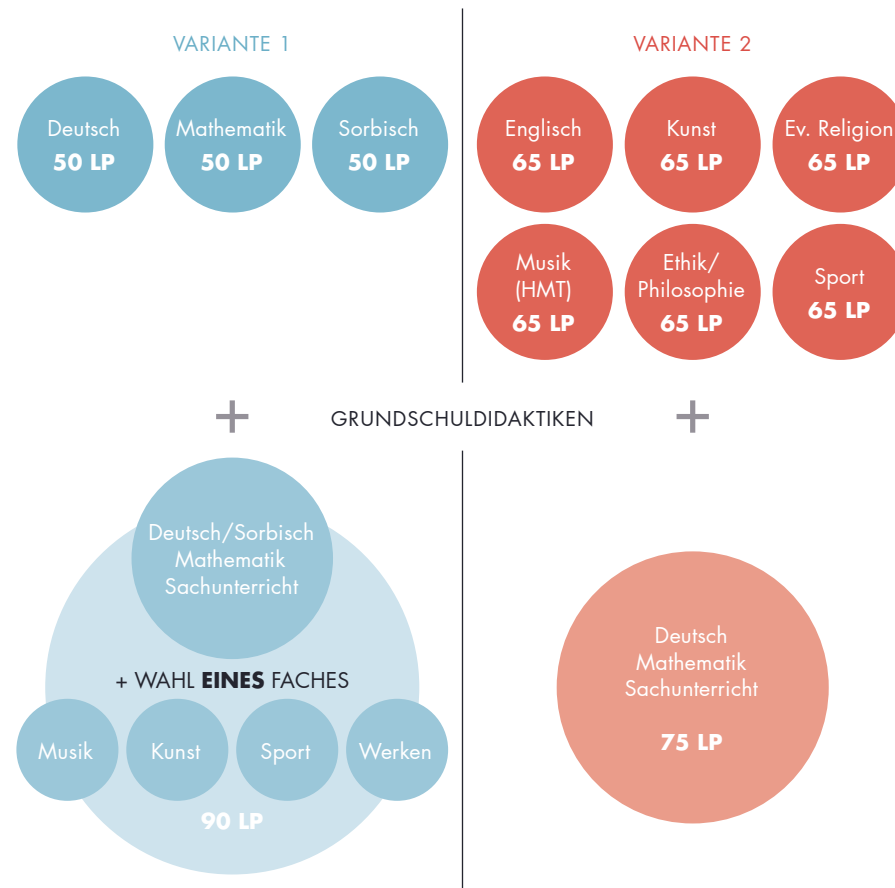 VARIANTE 1
Deutsch
50 LP
Mathematik
50 LP
Sorbisch
50 LP
VARIANTE 2
Englisch
65 LP
Kunst
65 LP
Ev. Religion
65 LP
Musik
(HMT)
65 LP
Ethik/
Philosophie
65 LP
Sport
65 LP
+
GRUNDSCHULDIDAKTIKEN
+
Deutsch/Sorbisch
Mathematik
Sachunterricht
+ WAHL EINES FACHES
Musik
Kunst
Sport
Werken
90 LP
Deutsch
Mathematik
Sachunterricht
75 LP